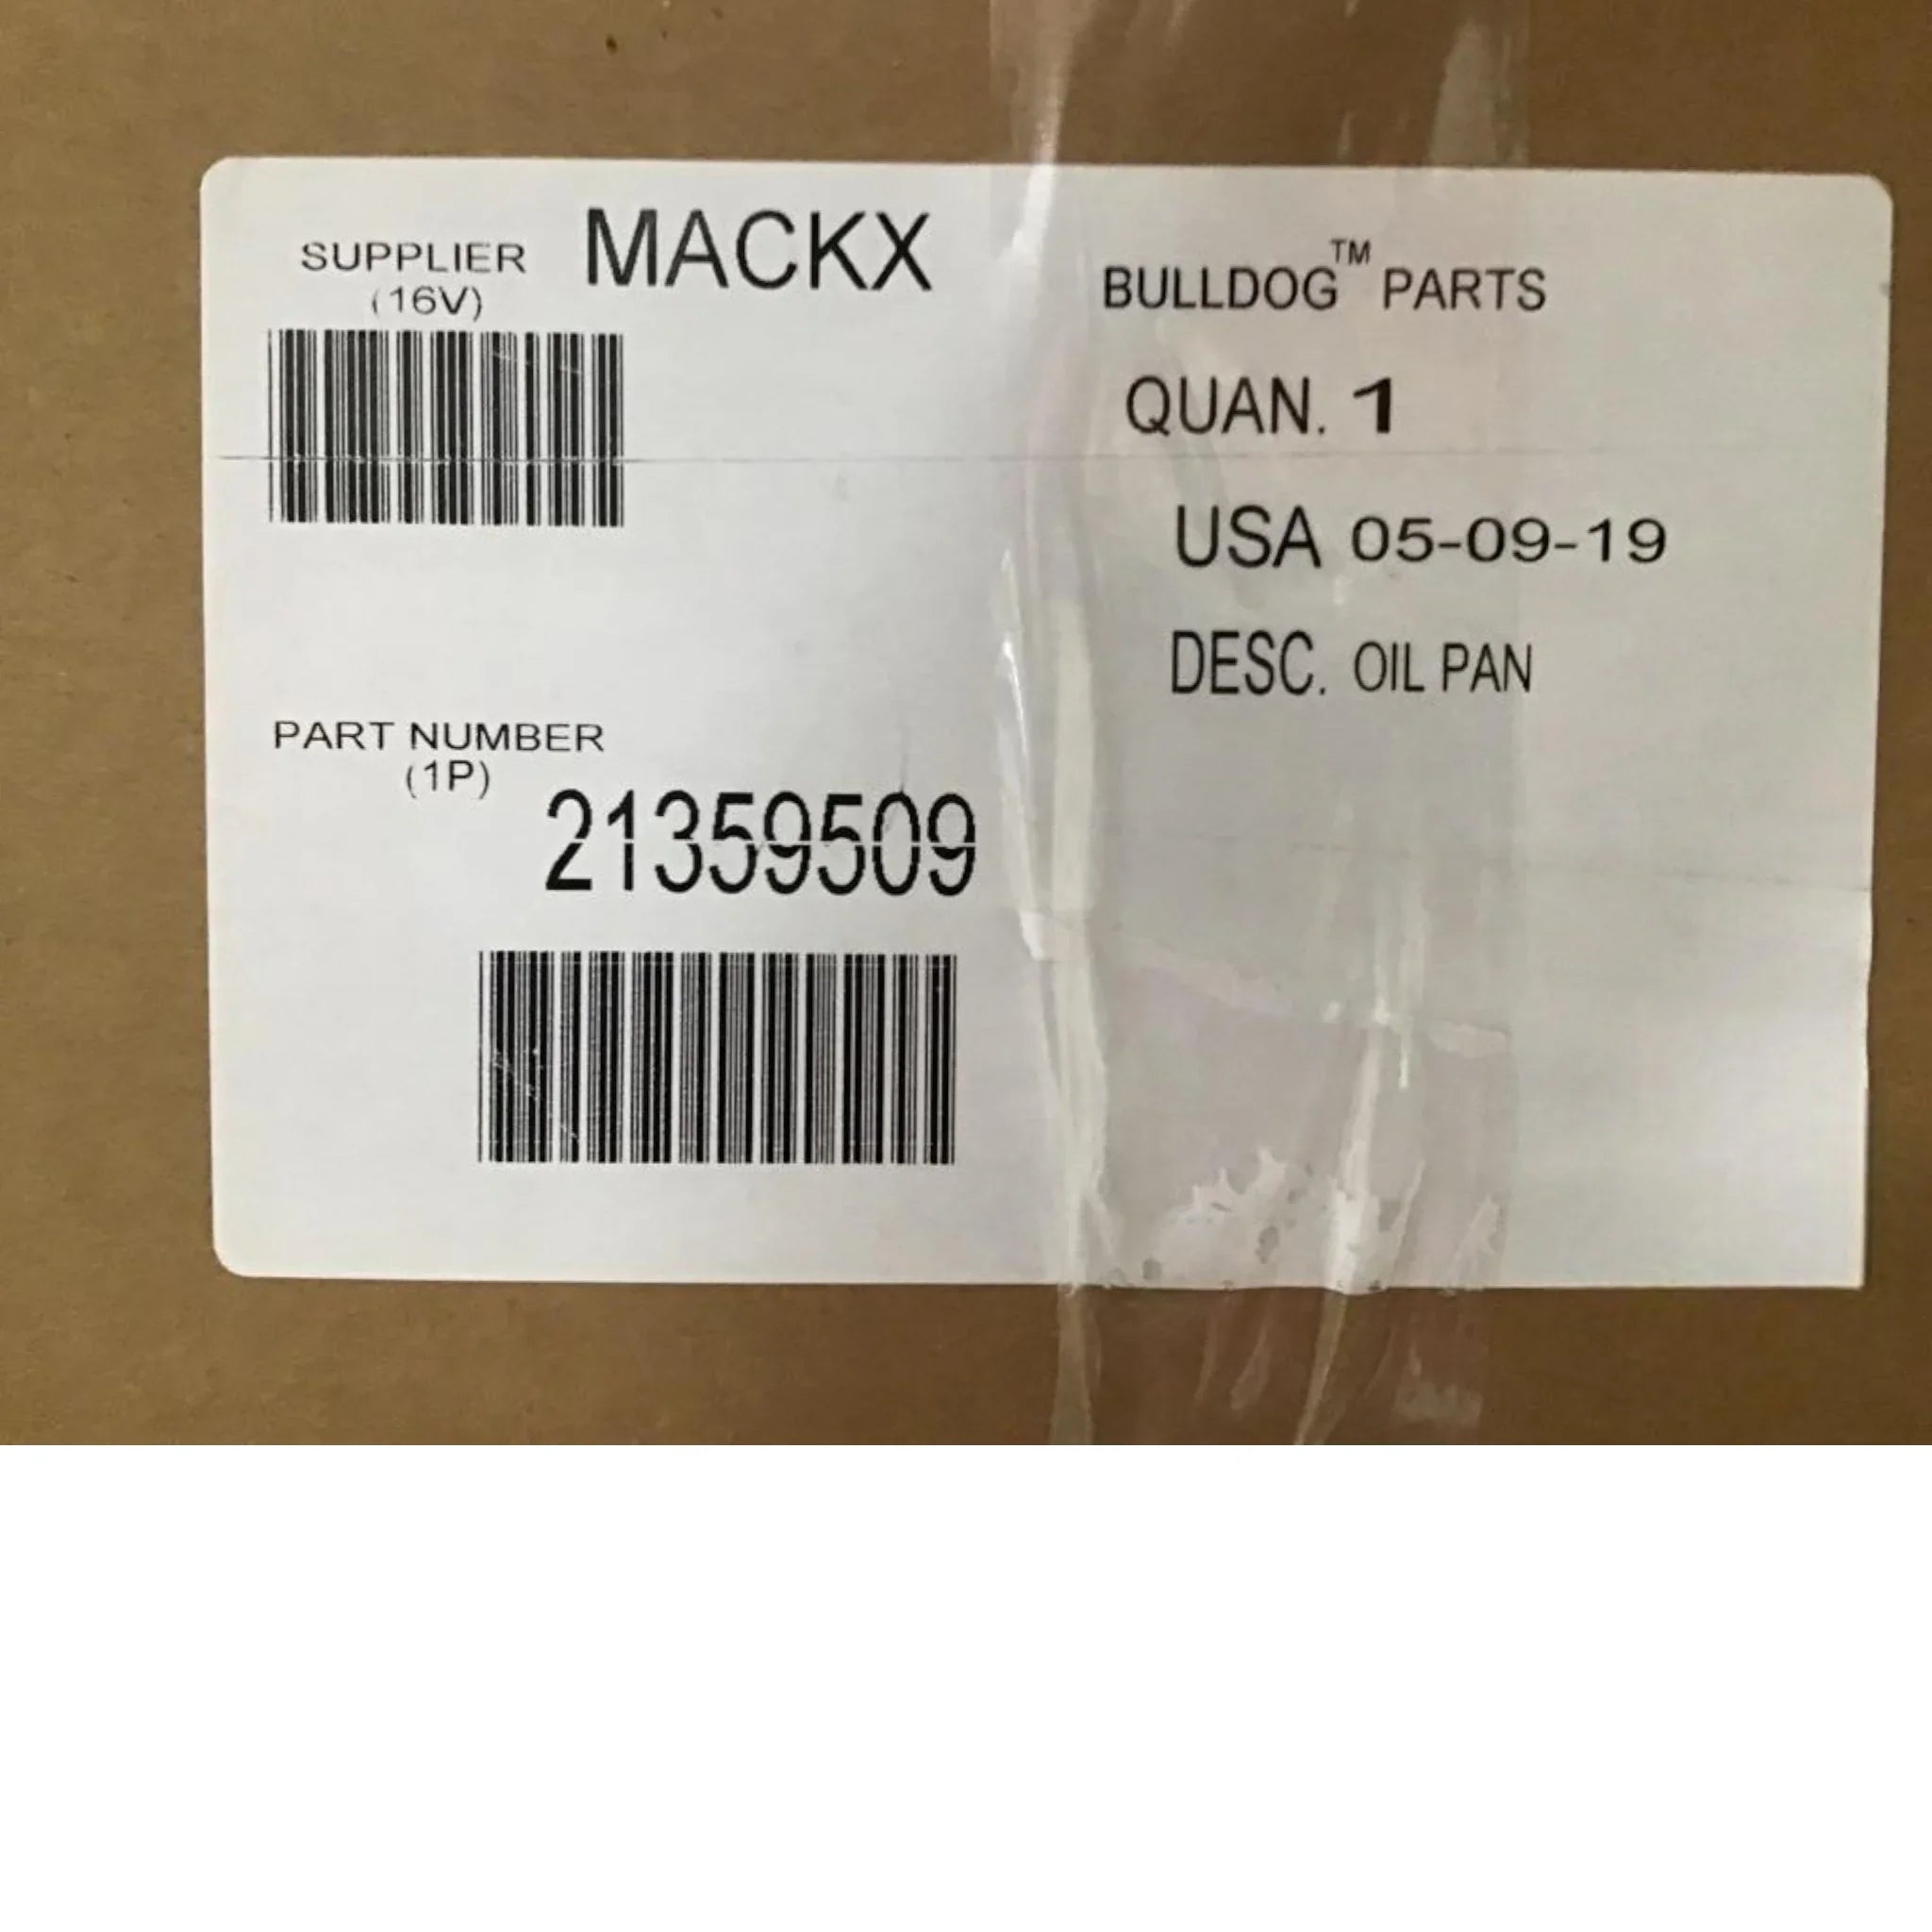 SUPPLIER MACKX
(16V)
BULLDOG™ PARTS
QUAN. 1
USA 05-09-19
DESC. OIL PAN
PART NUMBER
(1P)
21359509